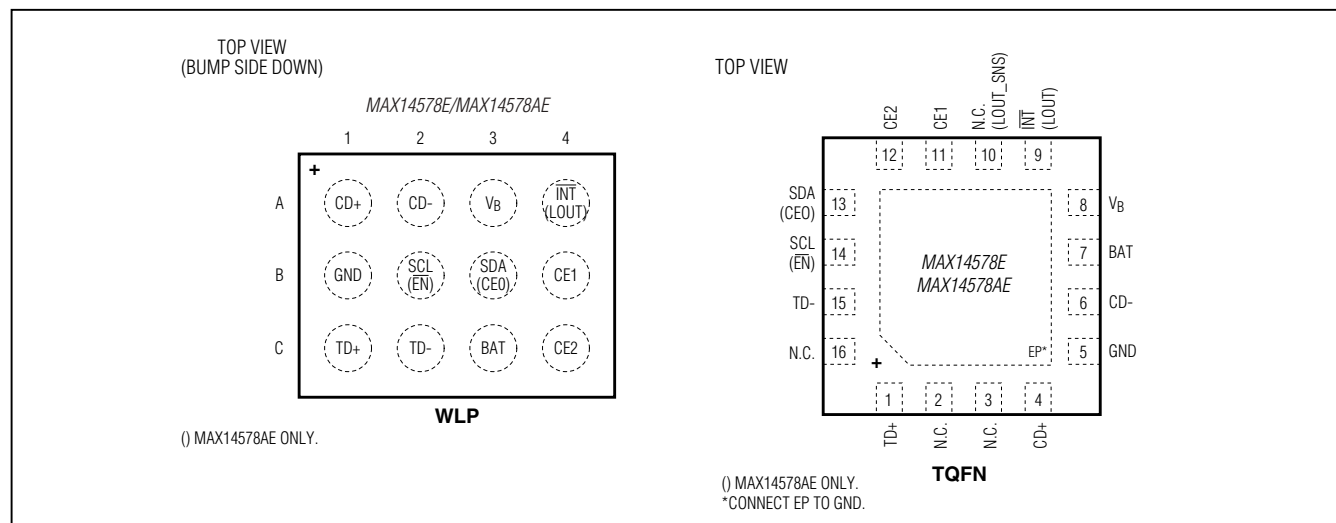 TOP VIEW
(BUMP SIDE DOWN)
MAX14578E/MAX14578AE
1 2 3 4
+
A CD+ CD- VB INT
(LOUT)
B GND SCL
(EN) SDA
(CE0) CE1
C TD+ TD- BAT CE2
WLP
() MAX14578AE ONLY.
TOP VIEW
CE2
CE1
N.C.
(LOUT_SNS)
INT
(LOUT)
12 11 10 9
SDA
(CE0) 13
SCL
(EN) 14
TD- 15
N.C. 16
8 VB
7 BAT
6 CD-
5 GND
MAX14578E
MAX14578AE
EP*
+
1 2 3 4
TD+
N.C.
N.C.
CD+
TQFN
() MAX14578AE ONLY.
*CONNECT EP TO GND.